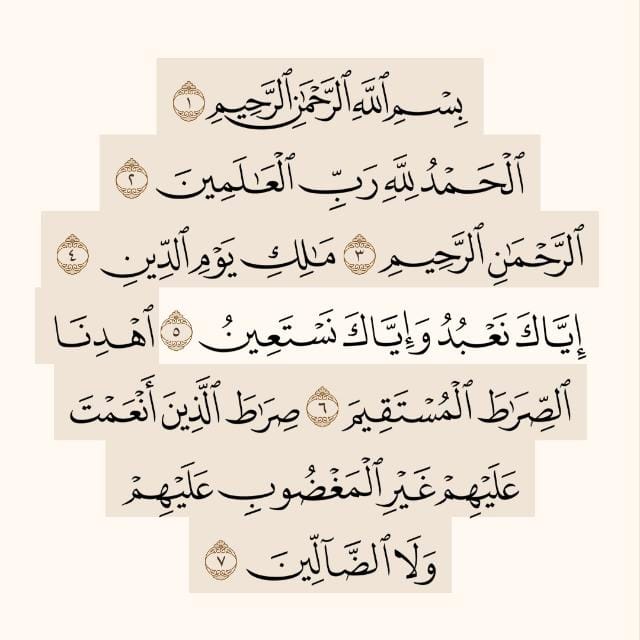 بِسْمِ ٱللَّهِ ٱلرَّحْمَٰنِ ٱلرَّحِيمِ ١
ٱلْحَمْدُ لِلَّهِ رَبِّ ٱلْعَٰلَمِينَ ٢
ٱلرَّحْمَٰنِ ٱلرَّحِيمِ ٣ مَٰلِكِ يَوْمِ ٱلدِّينِ ٤
إِيَّاكَ نَعْبُدُ وَإِيَّاكَ نَسْتَعِينُ ٥ ٱهْدِنَا
ٱلصِّرَٰطَ ٱلْمُسْتَقِيمَ ٦ صِرَٰطَ ٱلَّذِينَ أَنْعَمْتَ
عَلَيْهِمْ غَيْرِ ٱلْمَغْضُوبِ عَلَيْهِمْ
وَلَا ٱلضَّآلِّينَ ٧